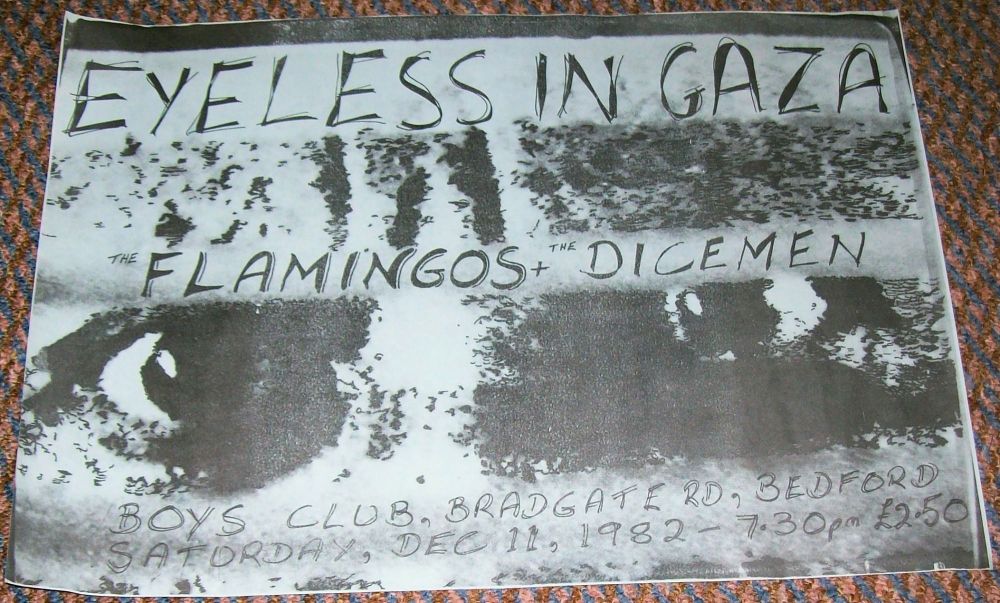 EYELESS IN GAZA
THE FLAMINGOS + THE DICEMEN
BOYS CLUB, BRADGATE RD, BEDFORD
SATURDAY, DEC 11, 1982 - 7.30pm £2.50